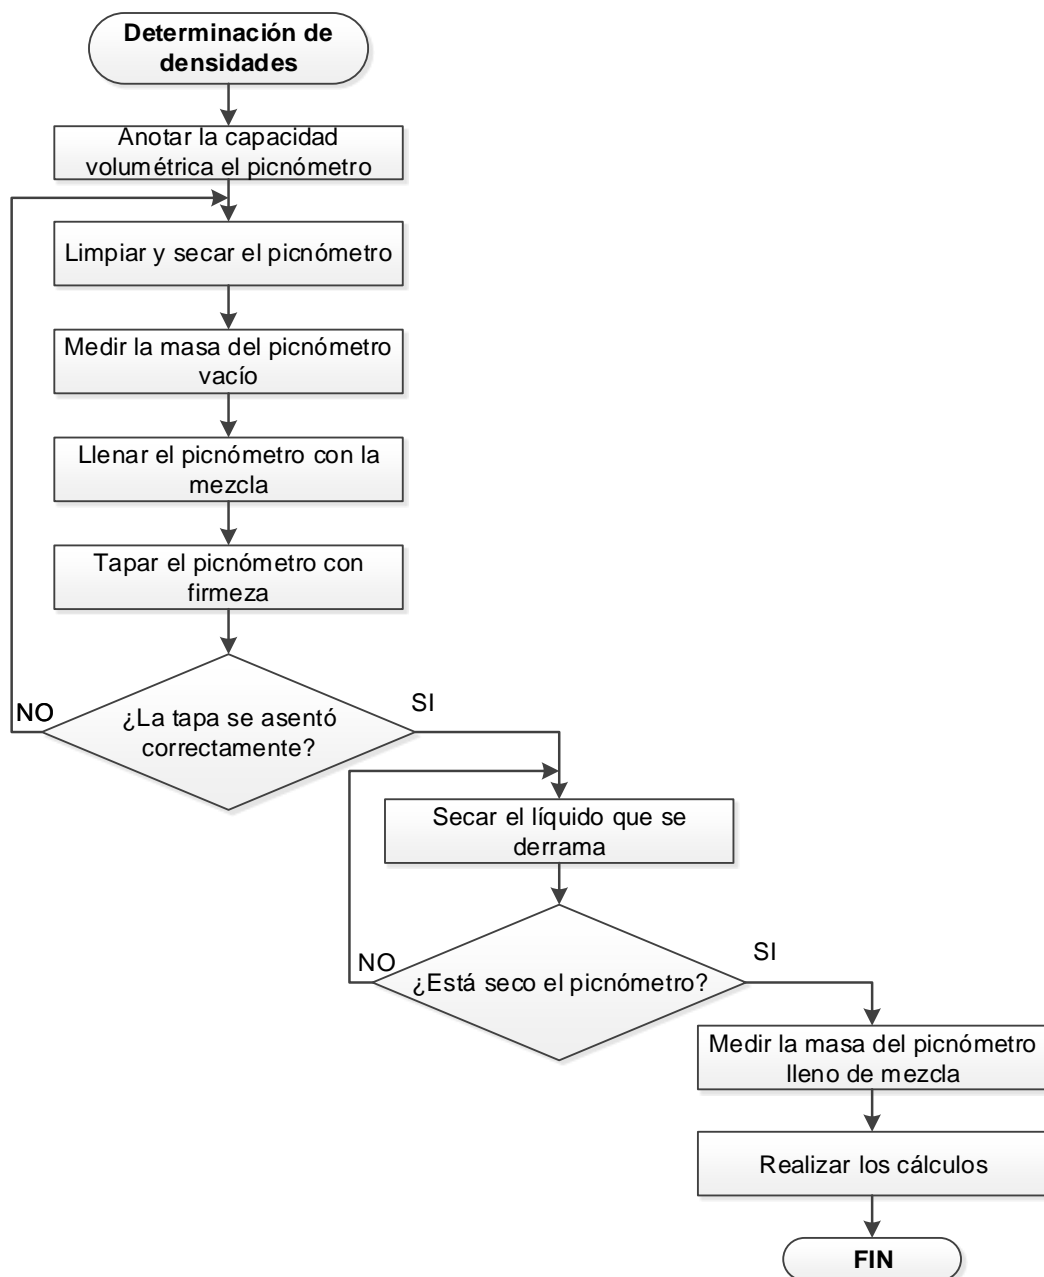 Determinación de
densidades
Anotar la capacidad
volumétrica el picnómetro
Limpiar y secar el picnómetro
Medir la masa del picnómetro
vacío
Llenar el picnómetro con la
mezcla
Tapar el picnómetro con
firmeza
¿La tapa se asentó
correctamente?
NO
SI
Secar el líquido que se
derrama
¿Está seco el picnómetro?
NO
SI
Medir la masa del picnómetro
lleno de mezcla
Realizar los cálculos
FIN